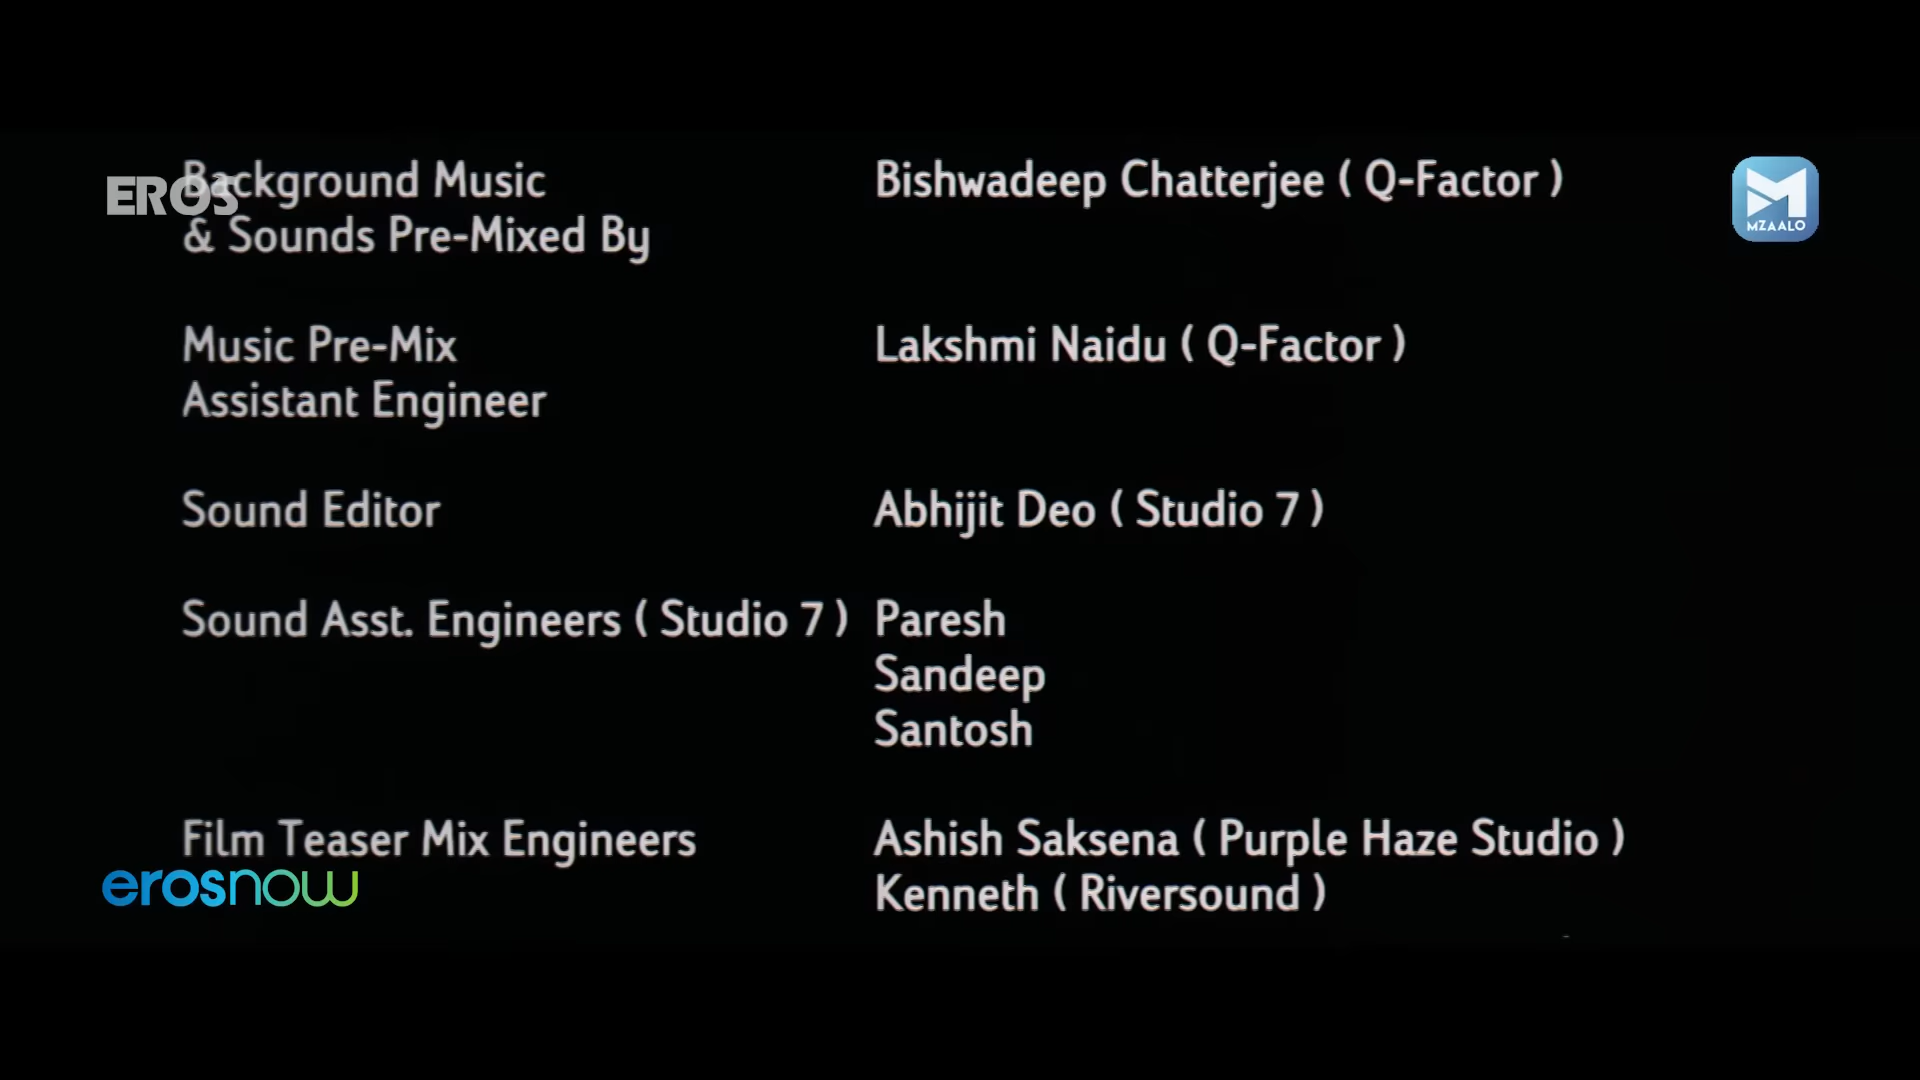 EROS
MZAALO
Background Music Bishwadeep Chatterjee ( Q-Factor )
& Sounds Pre-Mixed By
Music Pre-Mix Lakshmi Naidu ( Q-Factor )
Assistant Engineer
Sound Editor Abhijit Deo ( Studio 7 )
Sound Asst. Engineers ( Studio 7 ) Paresh
Sandeep
Santosh
Film Teaser Mix Engineers Ashish Saksena ( Purple Haze Studio )
Kenneth ( Riversound )
erosnow